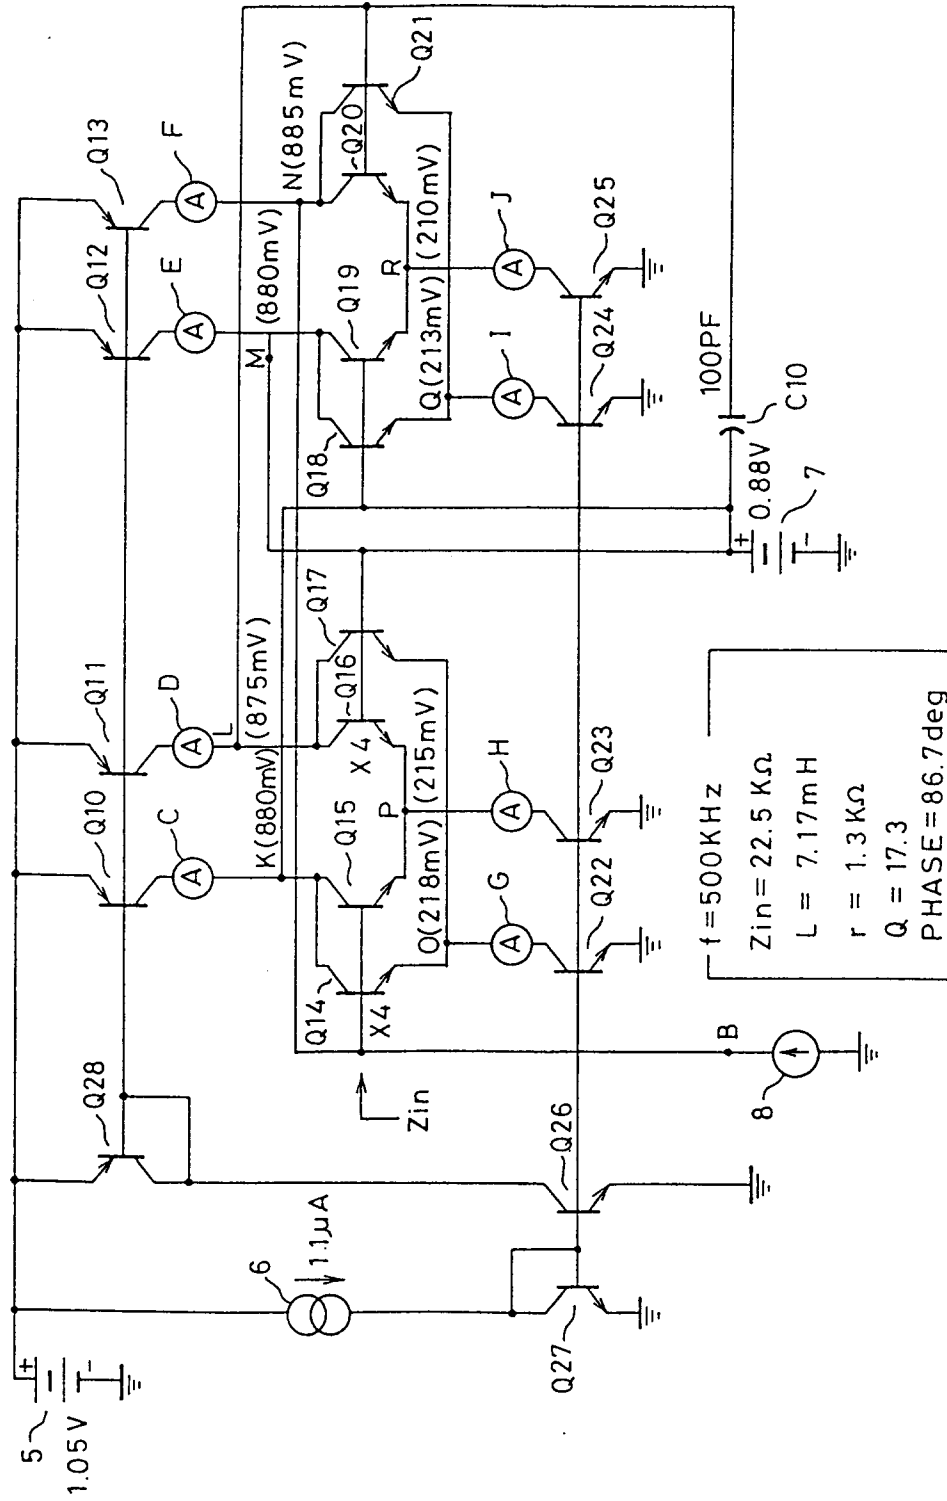 5
1.05V
6
1.1μA
Q28
Q10
Q11
Q12
Q13
A
C
A
D
A
E
A
F
K(880mV)
L
(875mV)
M
(880mV)
N(885mV)
Q14
X4
Q15
X4
Q16
Q17
Q18
Q19
Q20
Q21
Zin
O(218mV)
P
(215mV)
Q(213mV)
R
(210mV)
A
G
A
H
A
I
A
J
Q27
Q26
Q22
Q23
Q24
Q25
B
8
+
-
0.88V
7
100PF
C10
+
-
f=500KHz
Zin=22.5 KΩ
L= 7.17mH
r = 1.3KΩ
Q = 17.3
PHASE=86.7deg